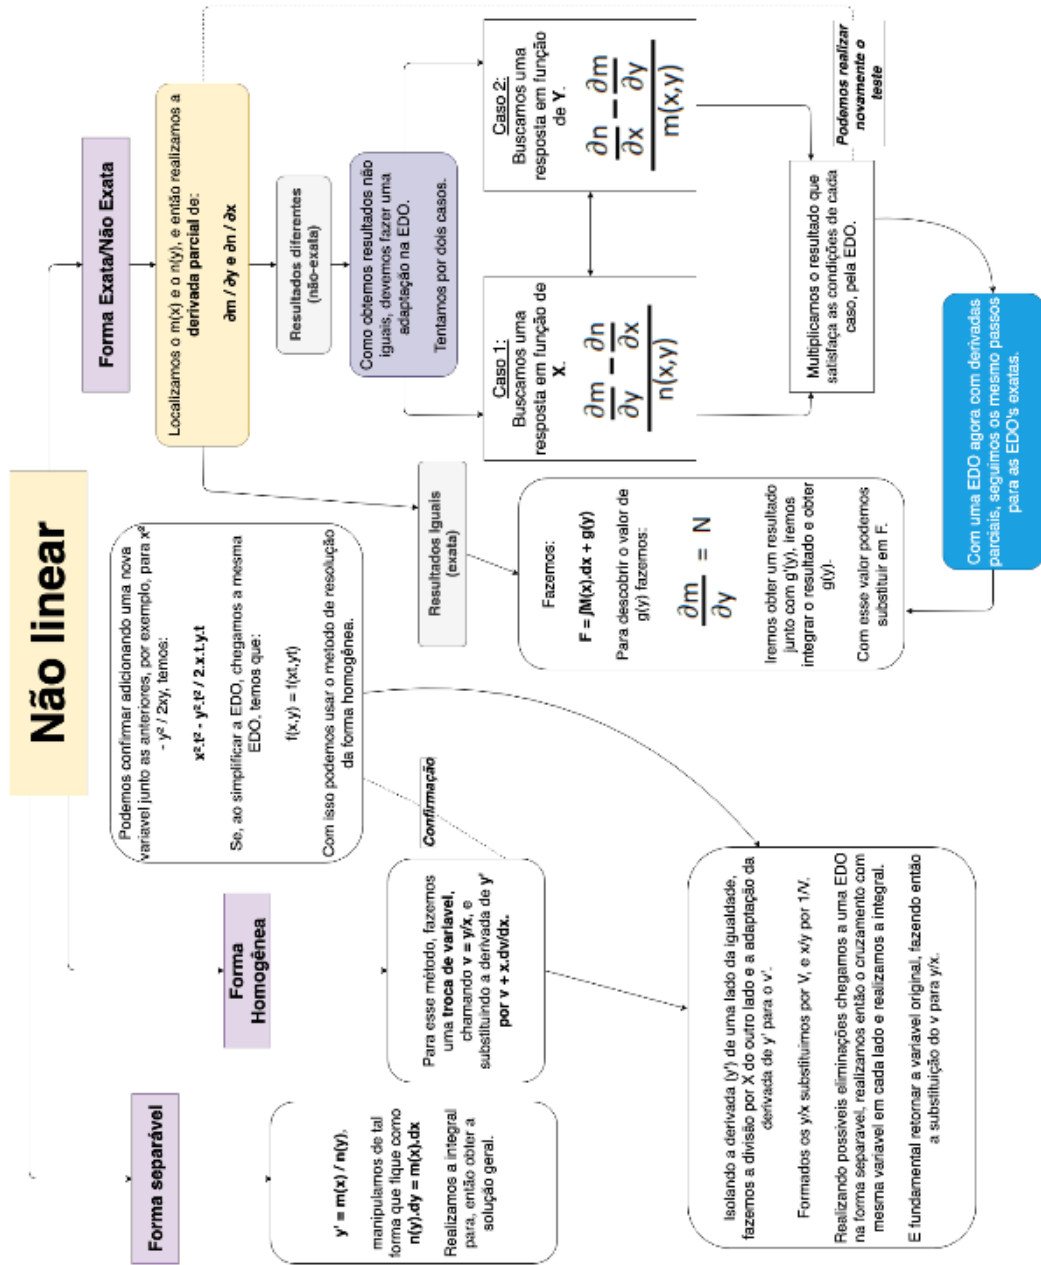 Não linear
Forma separável
y' = m(x) / n(y),
manipulamos de tal
forma que fique como
n(y).dy = m(x).dx
Realizamos a integral
para, então obter a
solução geral.
Forma
Homogênea
Para esse método, fazemos
uma troca de variavel,
chamando v = y/x, e
substituindo a derivada de y'
por v + x.dv/dx.
Confirmação
Podemos confirmar adicionando uma nova
variavel junto as anteriores, por exemplo, para x²
- y² / 2xy, temos:
x².t² - y².t² / 2.x.t.y.t
Se, ao simplificar a EDO, chegamos a mesma
EDO, temos que:
f(x,y) = f(xt,yt)
Com isso podemos usar o metodo de resolução
da forma homogênea.
Isolando a derivada (y') de uma lado da igualdade,
fazemos a divisão por X do outro lado e a adaptação da
derivada de y' para o v'.
Formados os y/x substituimos por V, e x/y por 1/V.
Realizando possíveis eliminações chegamos a uma EDO
na forma separavel, realizamos então o cruzamento com
mesma variavel em cada lado e realizamos a integral.
E fundamental retornar a variavel original, fazendo então
a substituição do v para y/x.
Forma Exata/Não Exata
Localizamos o m(x) e o n(y), e então realizamos a
derivada parcial de:
∂m / ∂y e ∂n / ∂x
Resultados iguais
(exata)
Fazemos:
F = ∫M(x).dx + g(y)
Para descobrir o valor de
g(y) fazemos:
∂m
∂y = N
Iremos obter um resultado
junto com g'(y), iremos
integrar o resultado e obter
g(y).
Com esse valor podemos
substituir em F.
Resultados diferentes
(não-exata)
Como obtemos resultados não
iguais, devemos fazer uma
adaptação na EDO.
Tentamos por dois casos.
Caso 1:
Buscamos uma
resposta em função de
X.
∂m - ∂n
∂y ∂x
n(x,y)
Caso 2:
Buscamos uma
resposta em função
de Y.
∂n - ∂m
∂x ∂y
m(x,y)
Multiplicamos o resultado que
satisfaça as condições de cada
caso, pela EDO.
Podemos realizar
novamente o
teste
Com uma EDO agora com derivadas
parciais, seguimos os mesmo passos
para as EDO's exatas.